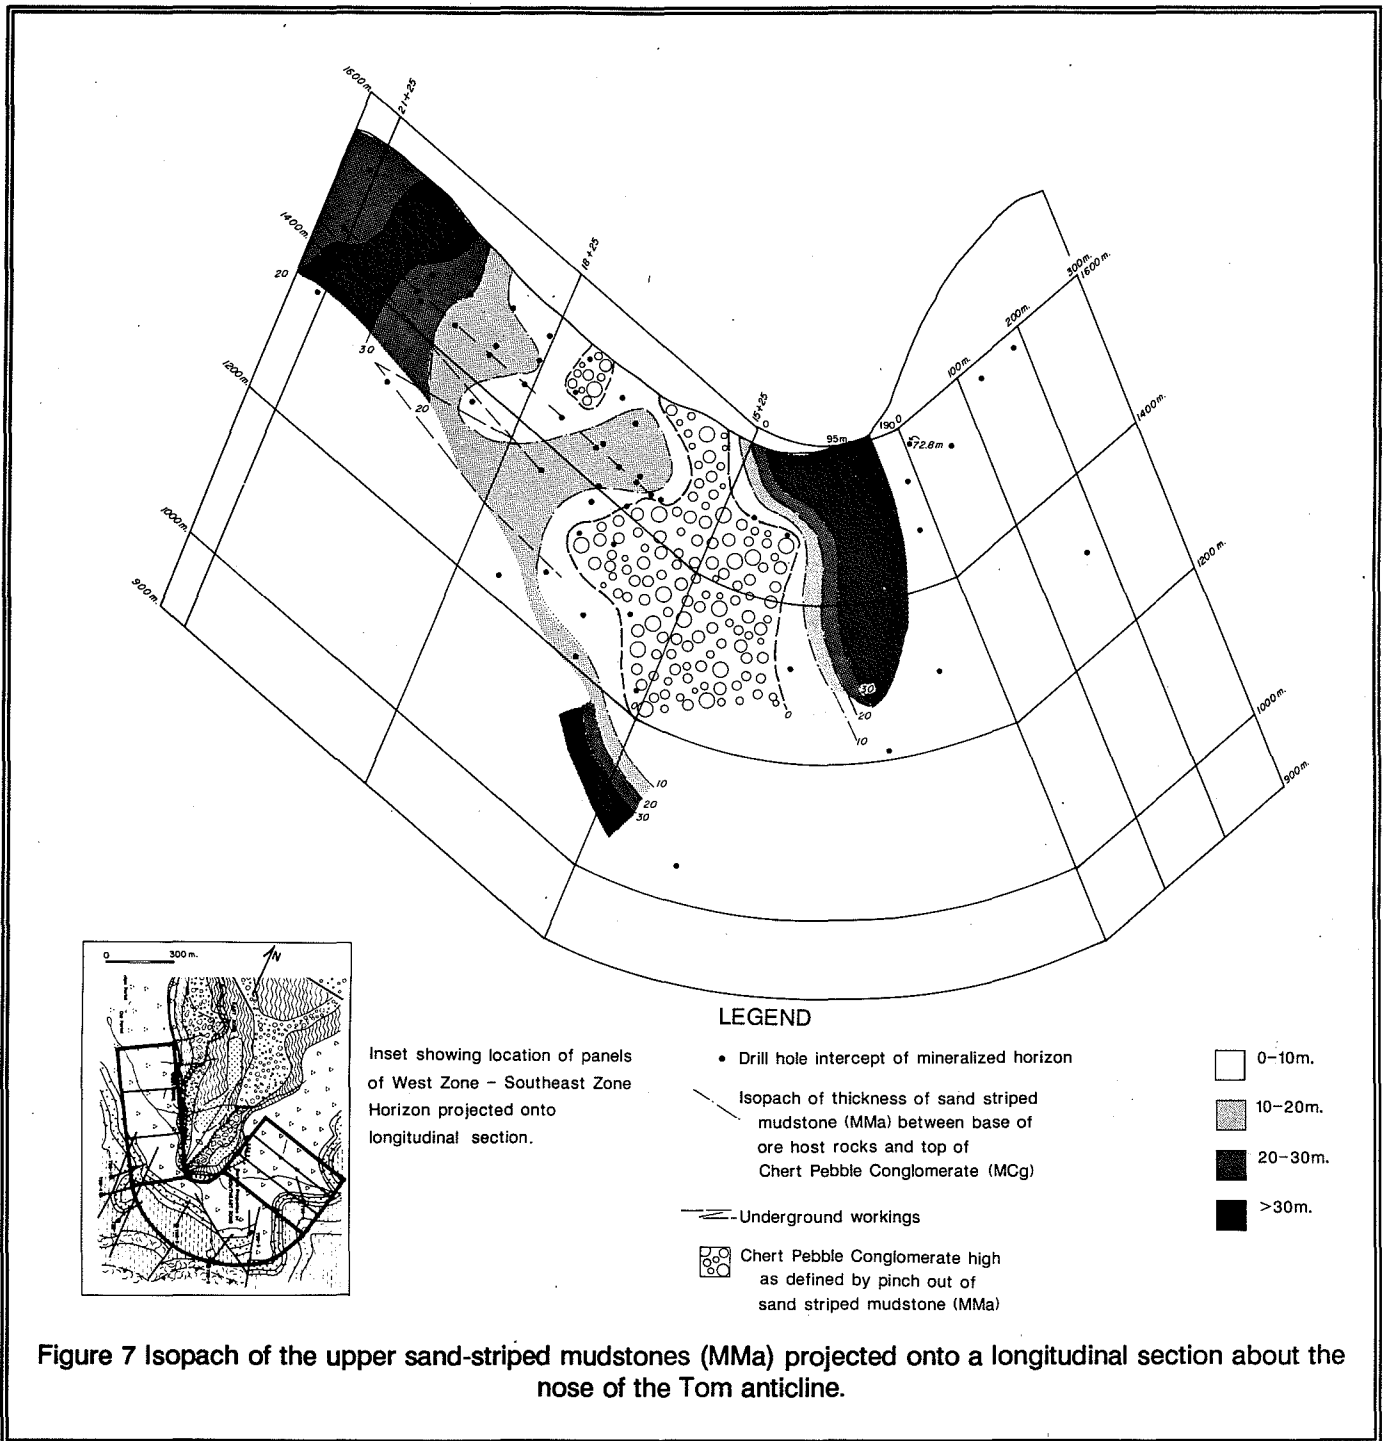 1600m.
21+25
1400m.
20
18+25
300m.
1600m.
200m.
30
1200m.
100m.
20
15+25
0
95m
190
0
72.8m
1400m.
1000m.
1200m.
900m.
30
20
10
0
0
1000m.
10
20
30
900m.
0 300m.
N
Inset showing location of panels
of West Zone - Southeast Zone
Horizon projected onto
longitudinal section.
LEGEND
Drill hole intercept of mineralized horizon
Isopach of thickness of sand striped
mudstone (MMa) between base of
ore host rocks and top of
Chert Pebble Conglomerate (MCg)
Underground workings
Chert Pebble Conglomerate high
as defined by pinch out of
sand striped mudstone (MMa)
0-10m.
10-20m.
20-30m.
>30m.
Figure 7 Isopach of the upper sand-striped mudstones (MMa) projected onto a longitudinal section about the
nose of the Tom anticline.